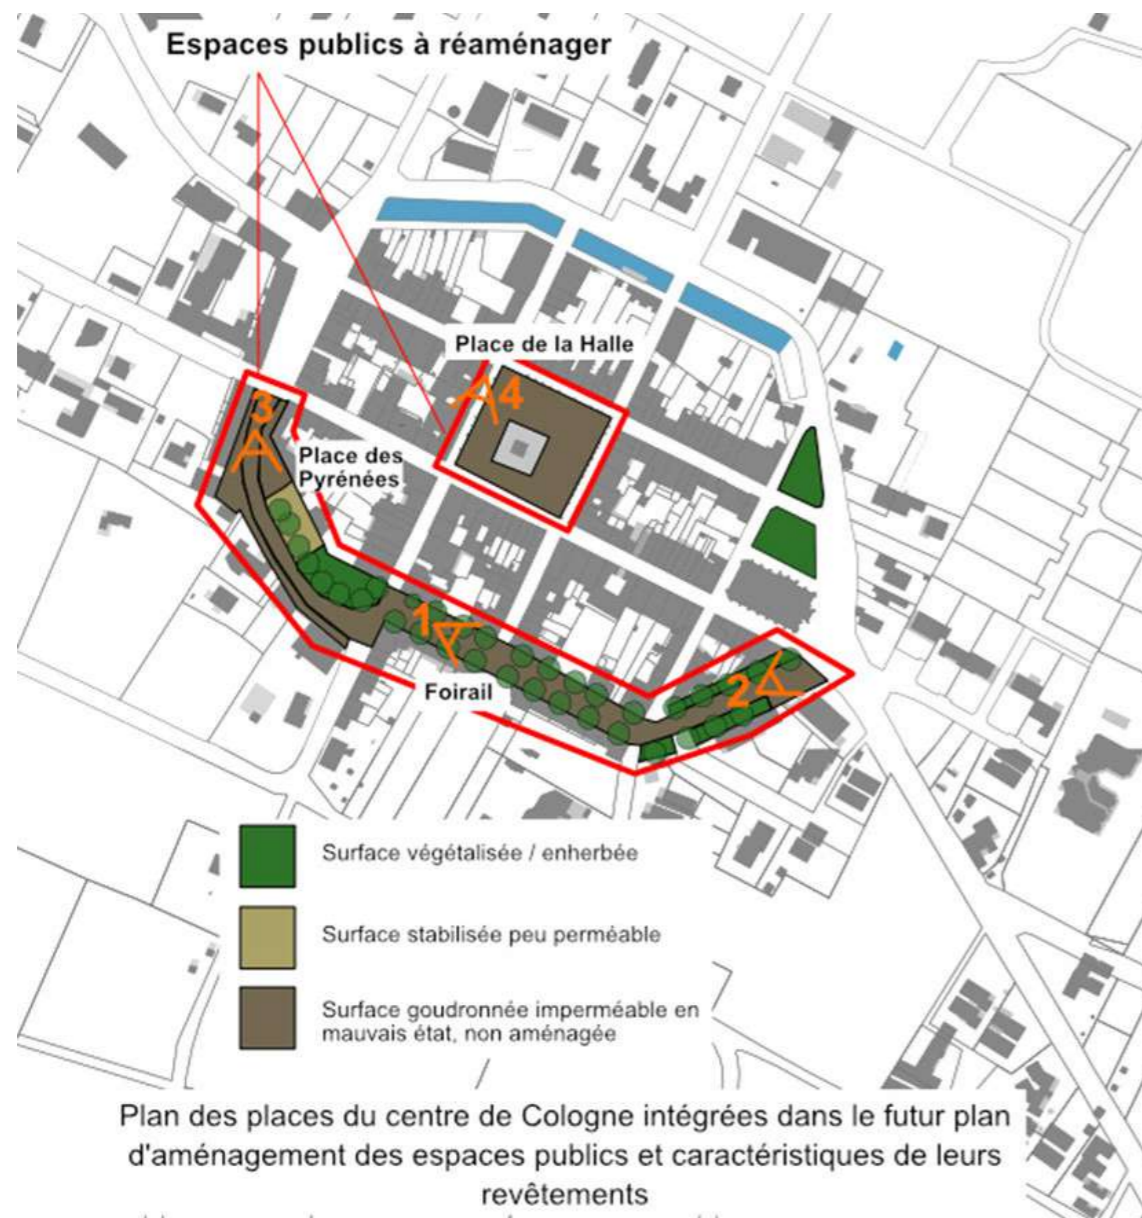 Espaces publics à réaménager
Place de la Halle
4
3
Place des
Pyrénées
1
2
Foirail
Surface végétalisée / enherbée
Surface stabilisée peu perméable
Surface goudronnée imperméable en
mauvais état, non aménagée
Plan des places du centre de Cologne intégrées dans le futur plan
d'aménagement des espaces publics et caractéristiques de leurs
revêtements